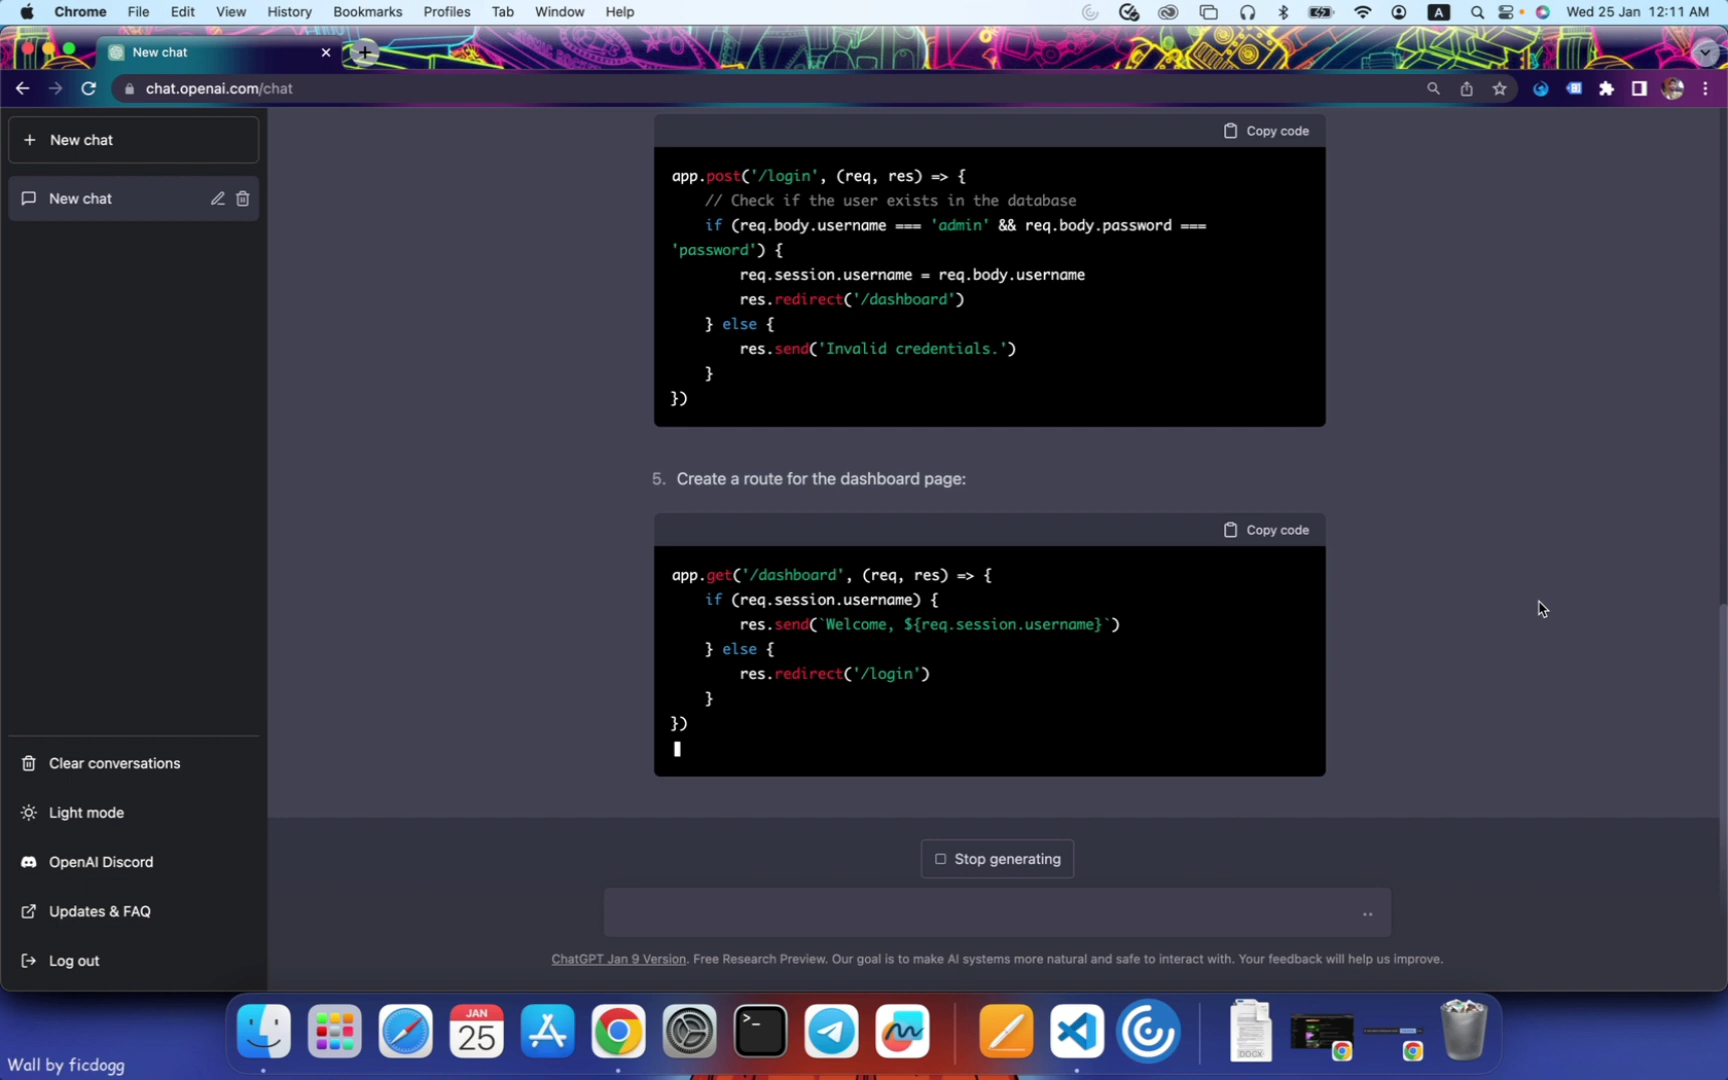 Chrome File Edit View History Bookmarks Profiles Tab Window Help A Wed 25 Jan 12:11 AM
New chat
chat.openai.com/chat
New chat
New chat
Clear conversations
Light mode
OpenAI Discord
Updates & FAQ
Log out
Copy code
app.post('/login', (req, res) => {
// Check if the user exists in the database
if (req.body.username === 'admin' && req.body.password ===
'password') {
req.session.username = req.body.username
res.redirect('/dashboard')
} else {
res.send('Invalid credentials.')
}
})
5. Create a route for the dashboard page:
Copy code
app.get('/dashboard', (req, res) => {
if (req.session.username) {
res.send(`Welcome, ${req.session.username}`)
} else {
res.redirect('/login')
}
})
Stop generating
ChatGPT Jan 9 Version. Free Research Preview. Our goal is to make AI systems more natural and safe to interact with. Your feedback will help us improve.
JAN
25
>_
DOCX
Wall by ficdogg